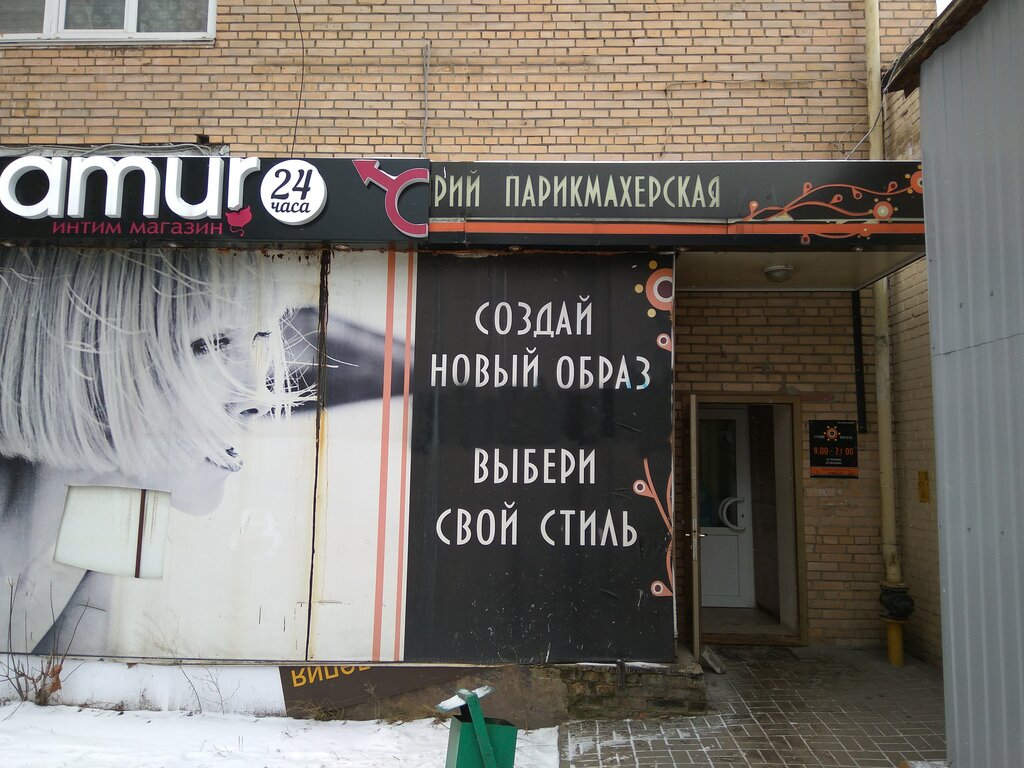 amur
24
часа
интим магазин
РИЙ ПАРИКМАХЕРСКАЯ
СОЗДАЙ
НОВЫЙ ОБРАЗ
ВЫБЕРИ
СВОЙ СТИЛЬ
9.00 - 21.00